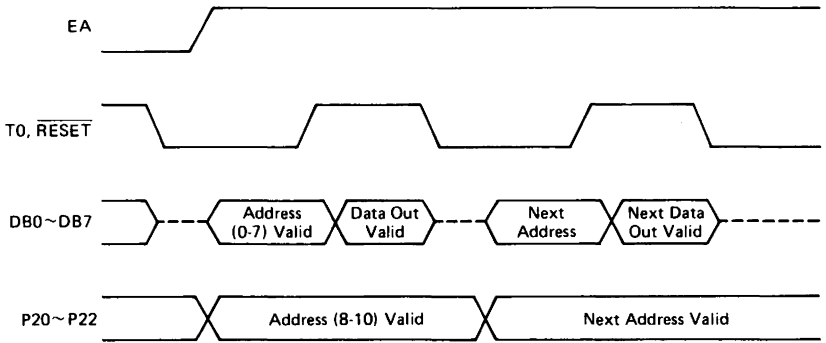 EA
T0, RESET
DB0~DB7
Address
(0-7) Valid
Data Out
Valid
Next
Address
Next Data
Out Valid
P20~P22
Address (8-10) Valid
Next Address Valid